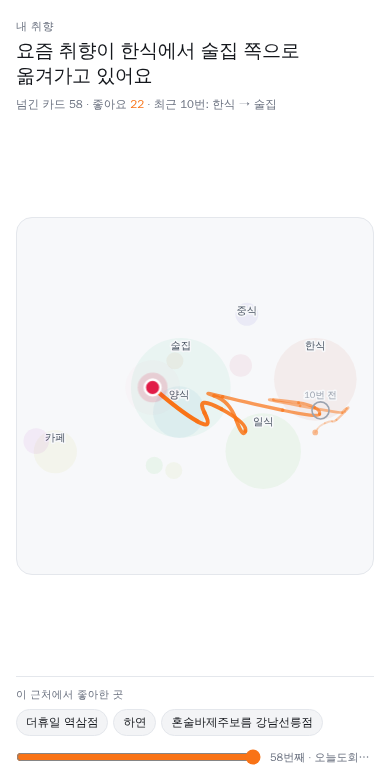 내 취향
요즘 취향이 한식에서 술집 쪽으로
옮겨가고 있어요
넘긴 카드 58 · 좋아요 22 · 최근 10번: 한식 → 술집
중식
술집
한식
양식
10번 전
일식
카페
이 근처에서 좋아한 곳
더휴일 역삼점
하연
혼술바제주보름 강남선릉점
58번째 · 오늘도회…